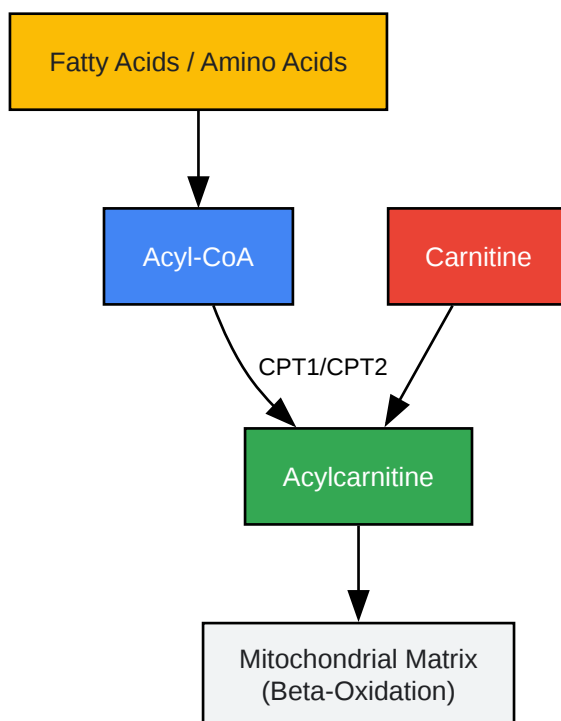 Fatty Acids / Amino Acids
Acyl-CoA
Carnitine
CPT1/CPT2
Acylcarnitine
Mitochondrial Matrix
(Beta-Oxidation)